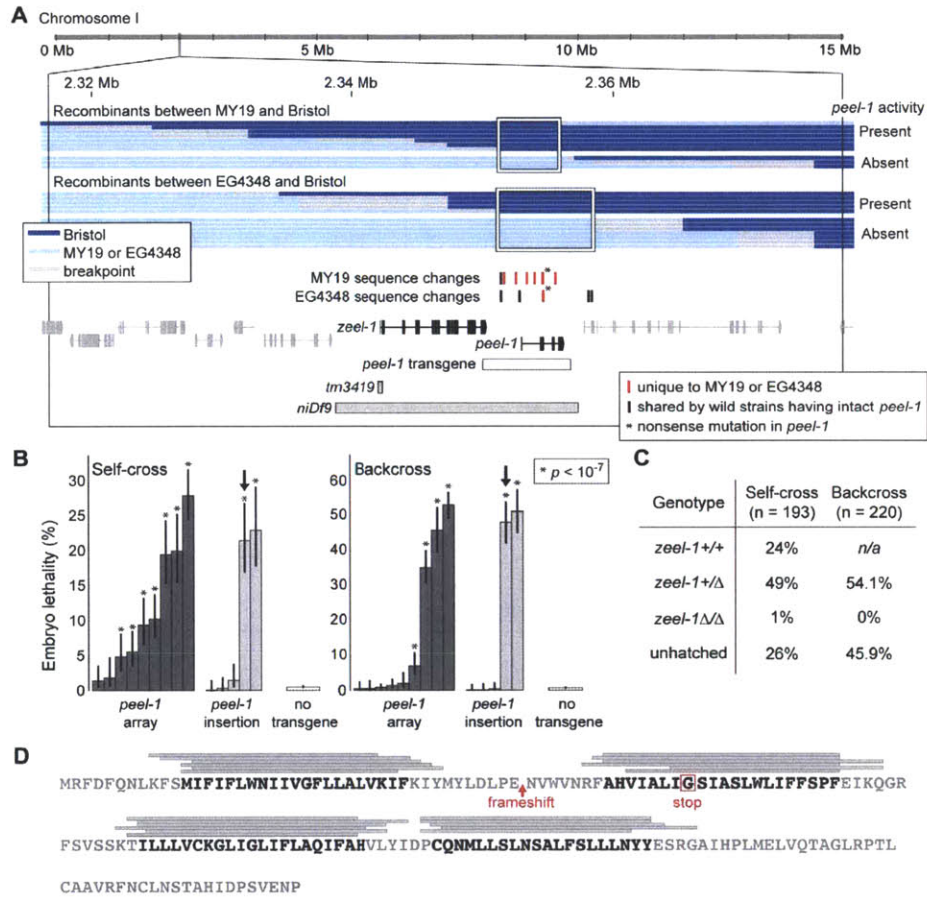 A
Chromosome I
0 Mb 5 Mb 10 Mb 15 Mb
2.32 Mb 2.34 Mb 2.36 Mb
Recombinants between MY19 and Bristol
peel-1 activity
Present
Absent
Recombinants between EG4348 and Bristol
Present
Absent
Bristol
MY19 or EG4348
breakpoint
MY19 sequence changes *
EG4348 sequence changes *
zeel-1
peel-1
peel-1 transgene
tm3419
niDf9
unique to MY19 or EG4348
shared by wild strains having intact peel-1
* nonsense mutation in peel-1
B
Self-cross
Backcross
* p < 10-7
Embryo lethality (%)
30
25
20
15
10
5
0
60
50
40
30
20
10
0
peel-1 array
peel-1 insertion
no transgene
peel-1 array
peel-1 insertion
no transgene
C
Genotype Self-cross (n = 193) Backcross (n = 220)
zeel-1+/+ 24% n/a
zeel-1+/Δ 49% 54.1%
zeel-1Δ/Δ 1% 0%
unhatched 26% 45.9%
D
MRFDFQNLKFSMIFIFLWNIIVGFLLALVKIFKIYMYLDLPENVWVNRFAHVIALIGSIASLWLIFFSPFEIKQGR
frameshift stop
FSVSSKTILLLVCKGLIGLIFLAQIFAHVLYIDPCQNMLLSLNSALFSLLLNYYESRGAIHPLMELVQTAGLRPTL
CAAVRFNCLNSTAHIDPSVENP